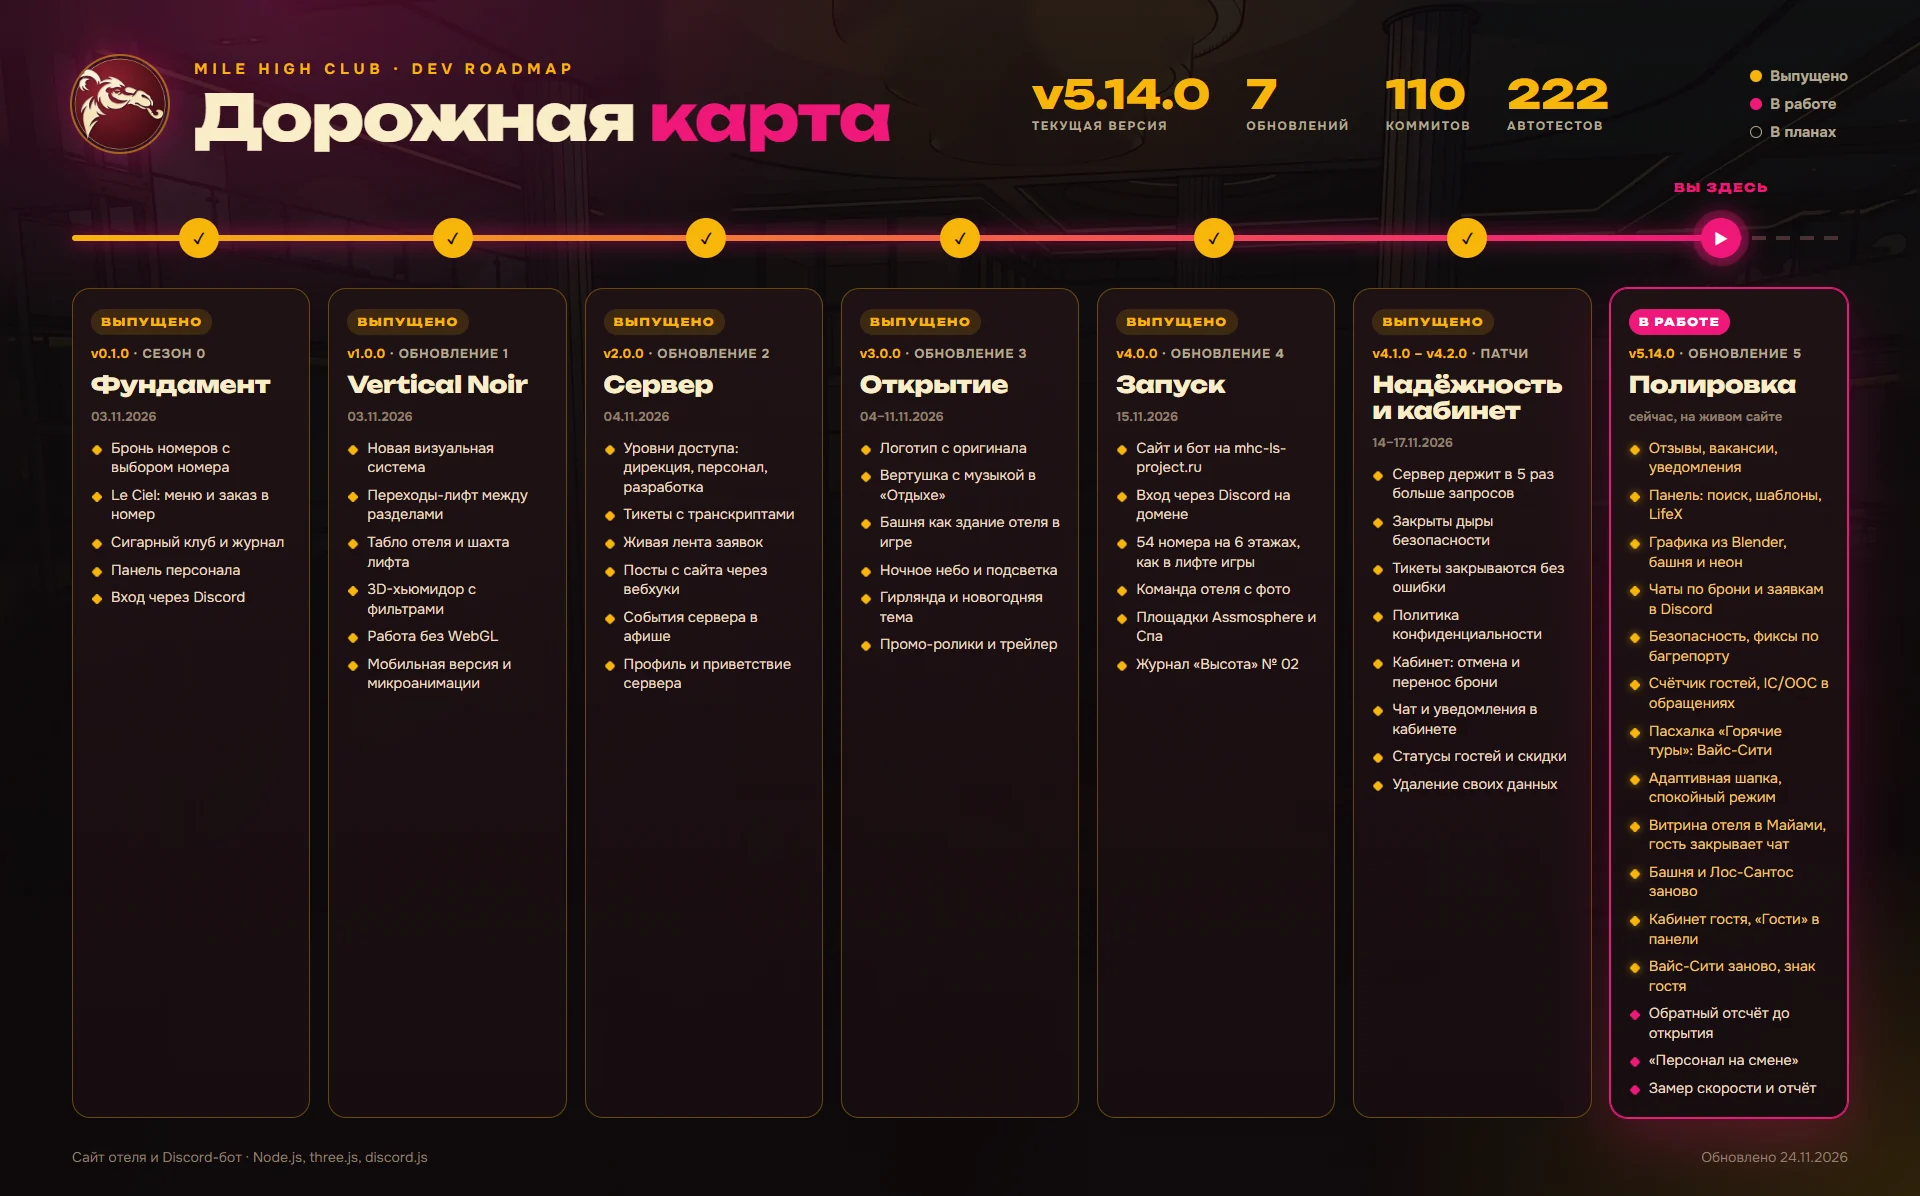 MILE HIGH CLUB · DEV ROADMAP
Дорожная карта
v5.14.0
ТЕКУЩАЯ ВЕРСИЯ
7
ОБНОВЛЕНИЙ
110
КОММИТОВ
222
АВТОТЕСТОВ
Выпущено
В работе
В планах
ВЫ ЗДЕСЬ
ВЫПУЩЕНО
v0.1.0 · СЕЗОН 0
Фундамент
03.11.2026
Бронь номеров с
выбором номера
Le Ciel: меню и заказ в
номер
Сигарный клуб и журнал
Панель персонала
Вход через Discord
ВЫПУЩЕНО
v1.0.0 · ОБНОВЛЕНИЕ 1
Vertical Noir
03.11.2026
Новая визуальная
система
Переходы-лифт между
разделами
Табло отеля и шахта
лифта
3D-хьюмидор с
фильтрами
Работа без WebGL
Мобильная версия и
микроанимации
ВЫПУЩЕНО
v2.0.0 · ОБНОВЛЕНИЕ 2
Сервер
04.11.2026
Уровни доступа:
дирекция, персонал,
разработка
Тикеты с транскриптами
Живая лента заявок
Посты с сайта через
вебхуки
События сервера в
афише
Профиль и приветствие
сервера
ВЫПУЩЕНО
v3.0.0 · ОБНОВЛЕНИЕ 3
Открытие
04–11.11.2026
Логотип с оригинала
Вертушка с музыкой в
«Отдыхе»
Башня как здание отеля в
игре
Ночное небо и подсветка
Гирлянда и новогодняя
тема
Промо-ролики и трейлер
ВЫПУЩЕНО
v4.0.0 · ОБНОВЛЕНИЕ 4
Запуск
15.11.2026
Сайт и бот на mhc-ls-
project.ru
Вход через Discord на
домене
54 номера на 6 этажах,
как в лифте игры
Команда отеля с фото
Площадки Assmosphere и
Спа
Журнал «Высота» № 02
ВЫПУЩЕНО
v4.1.0 – v4.2.0 · ПАТЧИ
Надёжность
и кабинет
14–17.11.2026
Сервер держит в 5 раз
больше запросов
Закрыты дыры
безопасности
Тикеты закрываются без
ошибки
Политика
конфиденциальности
Кабинет: отмена и
перенос брони
Чат и уведомления в
кабинете
Статусы гостей и скидки
Удаление своих данных
В РАБОТЕ
v5.14.0 · ОБНОВЛЕНИЕ 5
Полировка
сейчас, на живом сайте
Отзывы, вакансии,
уведомления
Панель: поиск, шаблоны,
LifeX
Графика из Blender,
башня и неон
Чаты по брони и заявкам
в Discord
Безопасность, фиксы по
багрепорту
Счётчик гостей, IC/OOC в
обращениях
Пасхалка «Горячие
туры»: Вайс-Сити
Адаптивная шапка,
спокойный режим
Витрина отеля в Майами,
гость закрывает чат
Башня и Лос-Сантос
заново
Кабинет гостя, «Гости» в
панели
Вайс-Сити заново, знак
гостя
Обратный отсчёт до
открытия
«Персонал на смене»
Замер скорости и отчёт
Сайт отеля и Discord-бот · Node.js, three.js, discord.js
Обновлено 24.11.2026